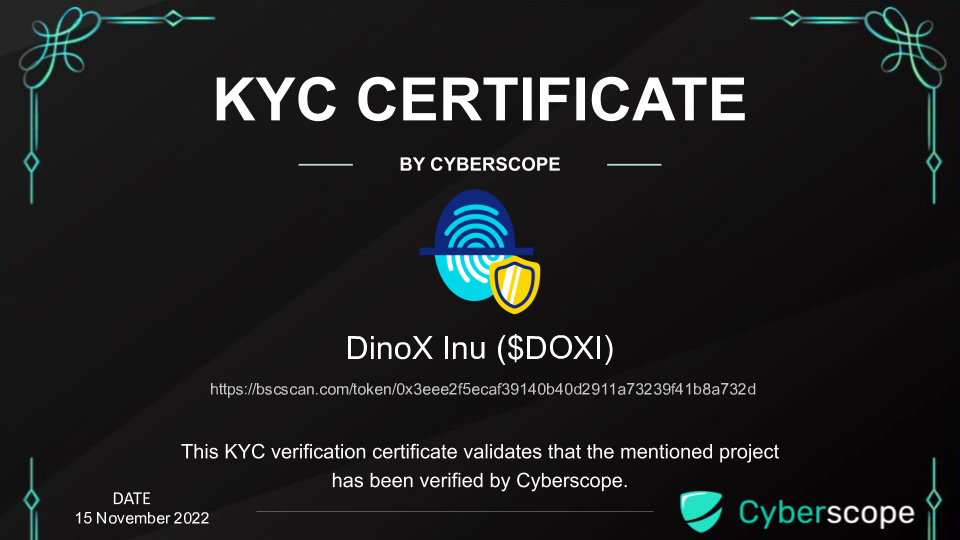 KYC CERTIFICATE
BY CYBERSCOPE
DinoX Inu ($DOXI)
https://bscscan.com/token/0x3eee2f5ecaf39140b40d2911a73239f41b8a732d
This KYC verification certificate validates that the mentioned project
has been verified by Cyberscope.
DATE
15 November 2022
Cyberscope